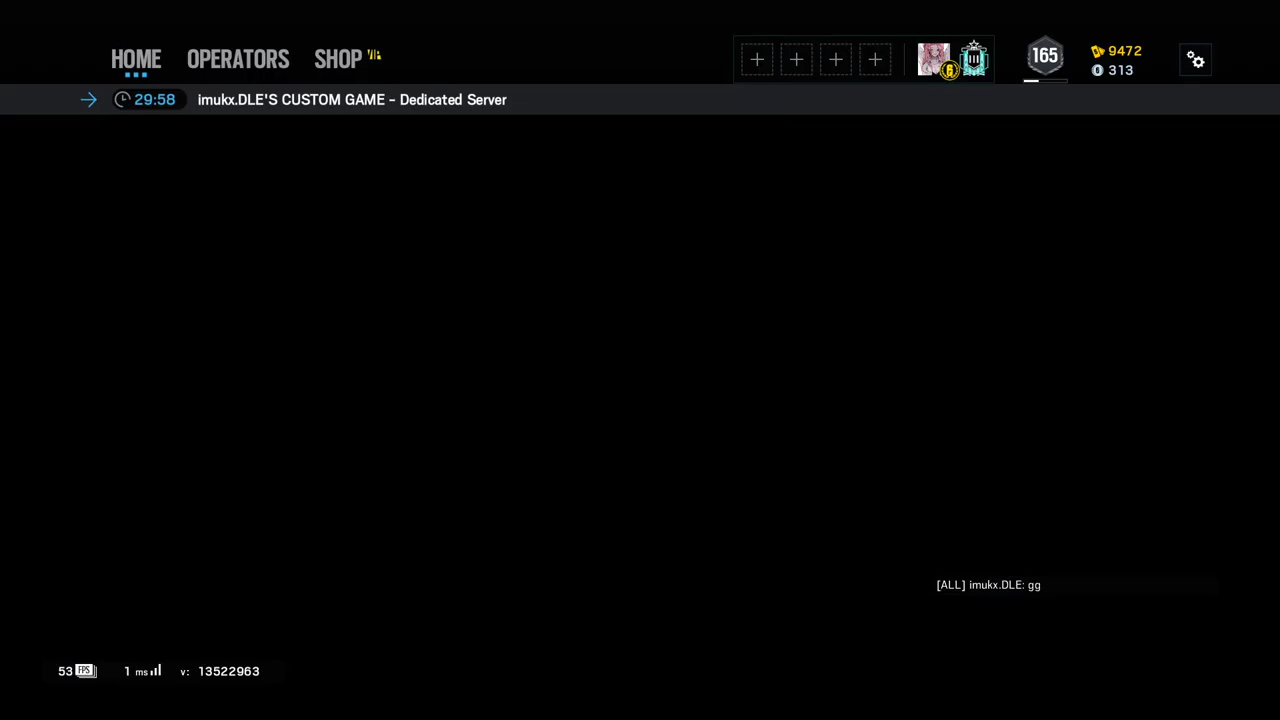 HOME OPERATORS SHOP
165
9472
313
29:58 imukx.DLE'S CUSTOM GAME - Dedicated Server
[ALL] imukx.DLE: gg
53 FPS 1 ms v: 13522963